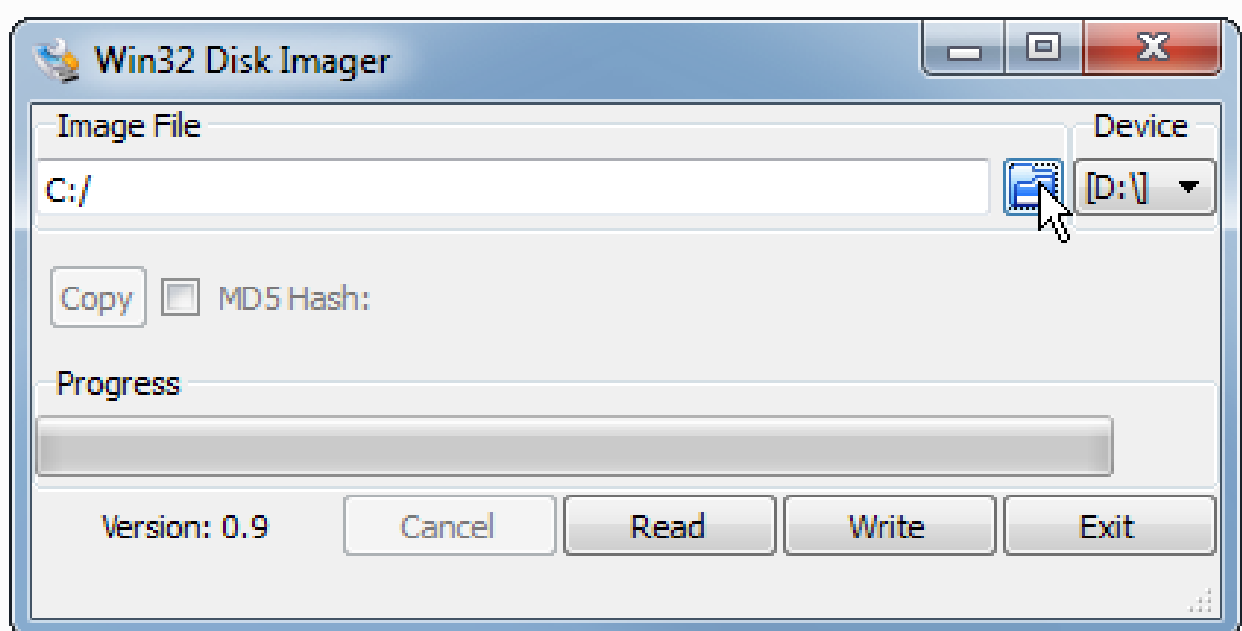 Win32 Disk Imager
Image File
Device
C:/
[D:\]
Copy
MD5 Hash:
Progress
Version: 0.9
Cancel
Read
Write
Exit